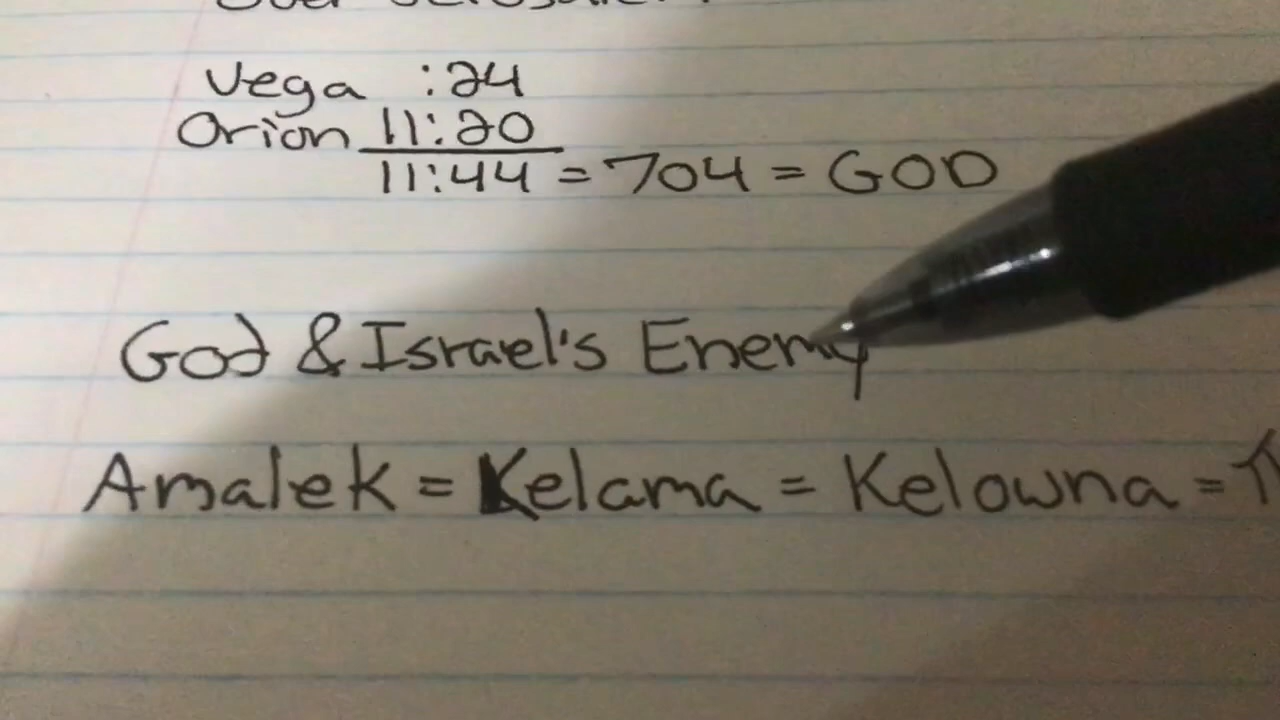 Vega :24
Orion 11:20
11:44 = 704 = GOD
God & Israel's Enemy
Amalek = Kelama = Kelowna =